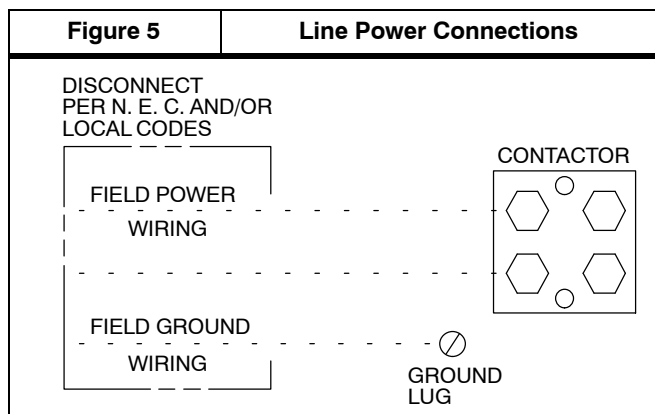 Figure 5
Line Power Connections
DISCONNECT
PER N. E. C. AND/OR
LOCAL CODES
CONTACTOR
FIELD POWER
WIRING
FIELD GROUND
WIRING
GROUND
LUG